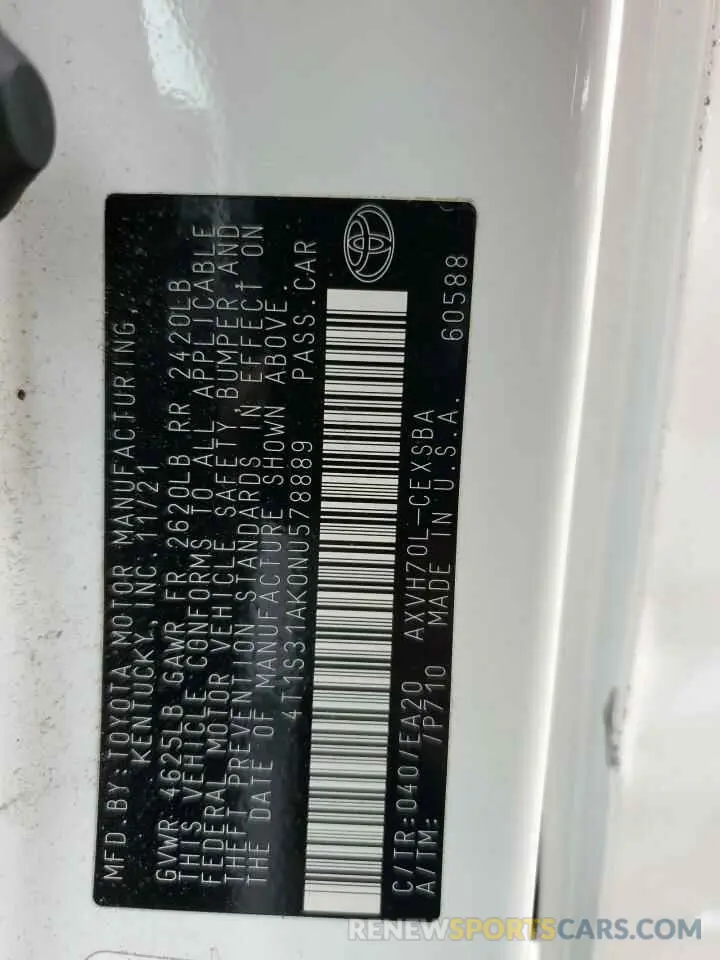 MFD BY:TOYOTA MOTOR MANUFACTURING,
KENTUCKY, INC. 11/21
GVWR 4625LB GAWR FR 2620LB RR 2420LB
THIS VEHICLE CONFORMS TO ALL APPLICABLE
FEDERAL MOTOR VEHICLE SAFETY, BUMPER, AND
THEFT PREVENTION STANDARDS IN EFFECT ON
THE DATE OF MANUFACTURE SHOWN ABOVE.
4T1S31AK0NU578889 PASS.CAR
C/TR:040/EA20 AXVH70L-CEXSBA
A/TM: /P710 MADE IN U.S.A. 60588
RENEWSPORTSCARS.COM